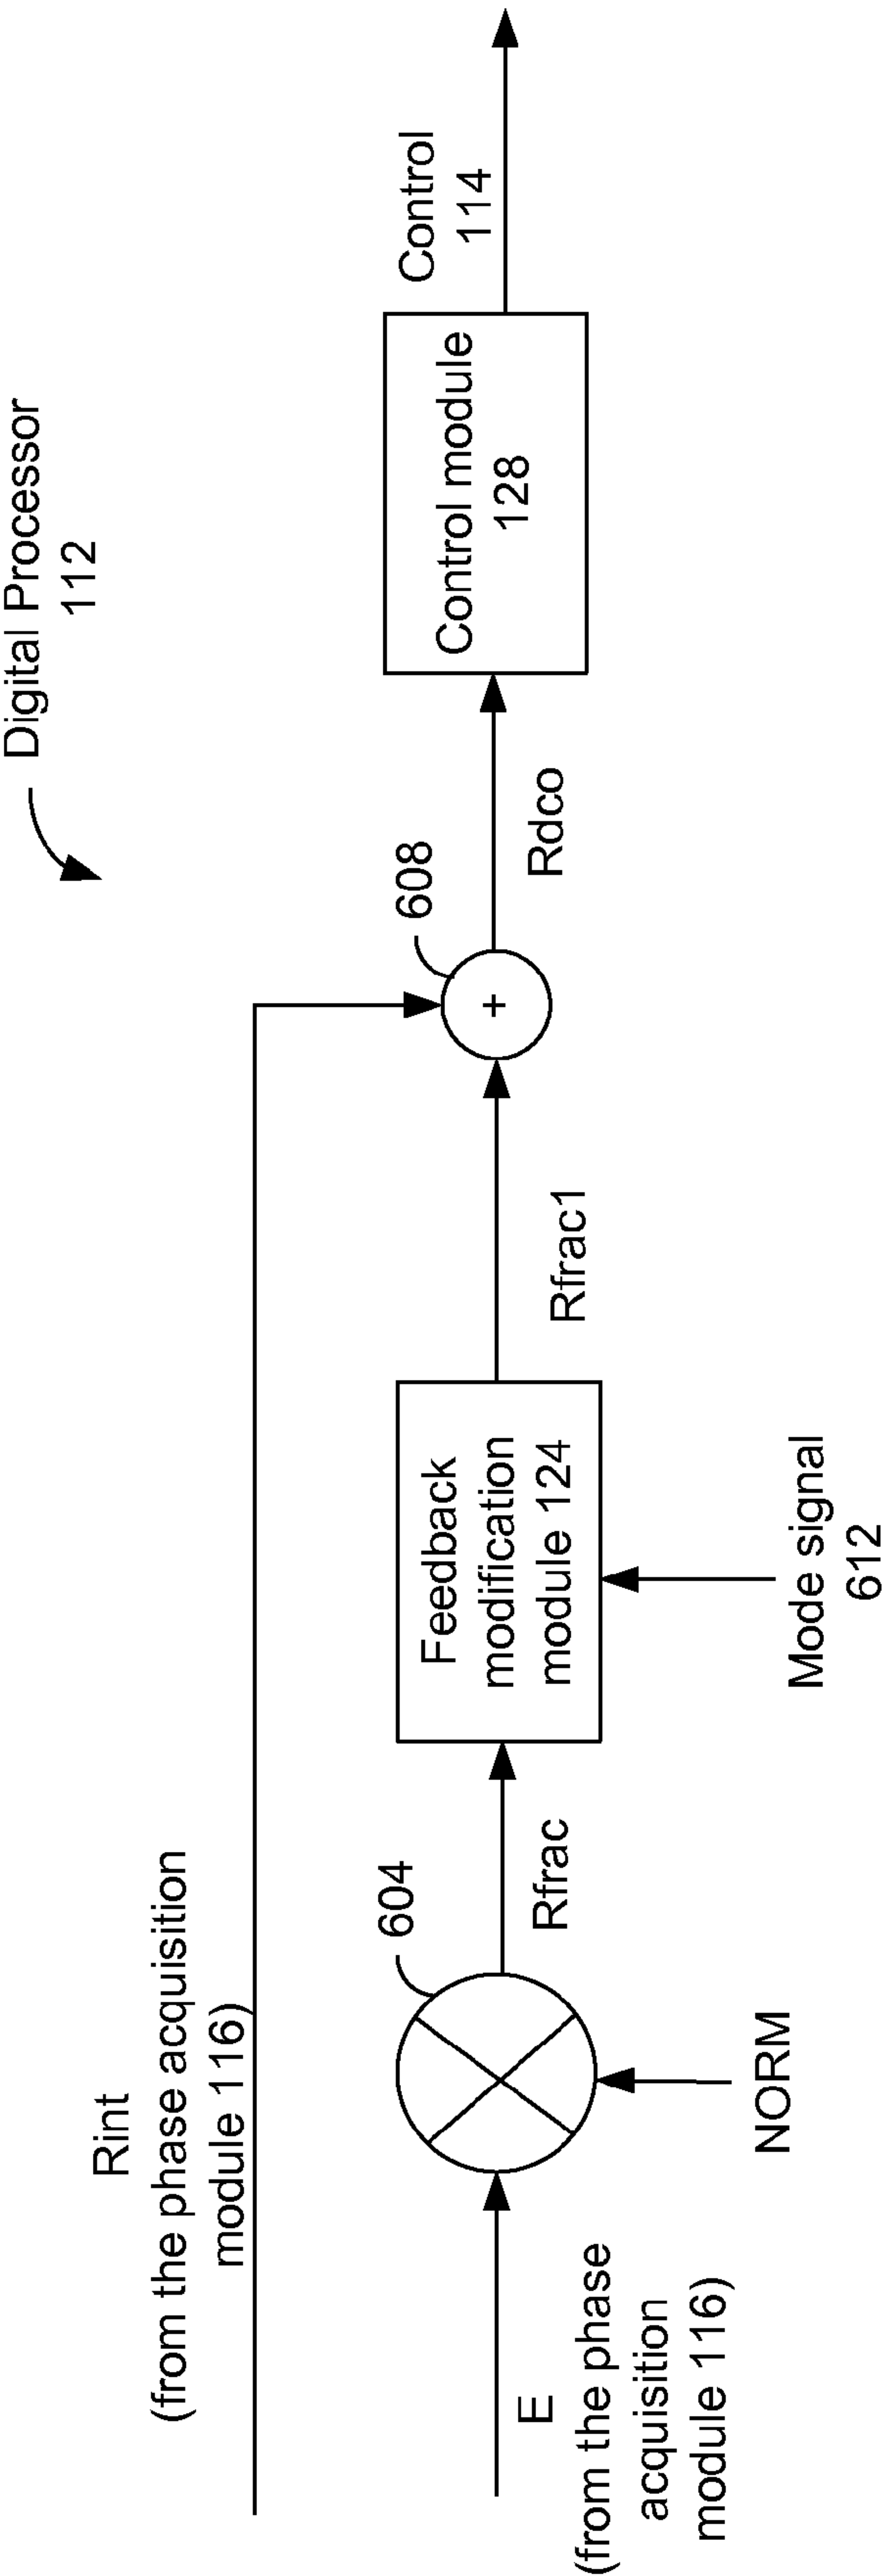 Digital Processor
112
Rint
(from the phase acquisition
module 116)
E
(from the phase
acquisition
module 116)
604
NORM
Rfrac
Feedback
modification
module 124
Mode signal
612
Rfrac1
608
+
Rdco
Control module
128
Control
114